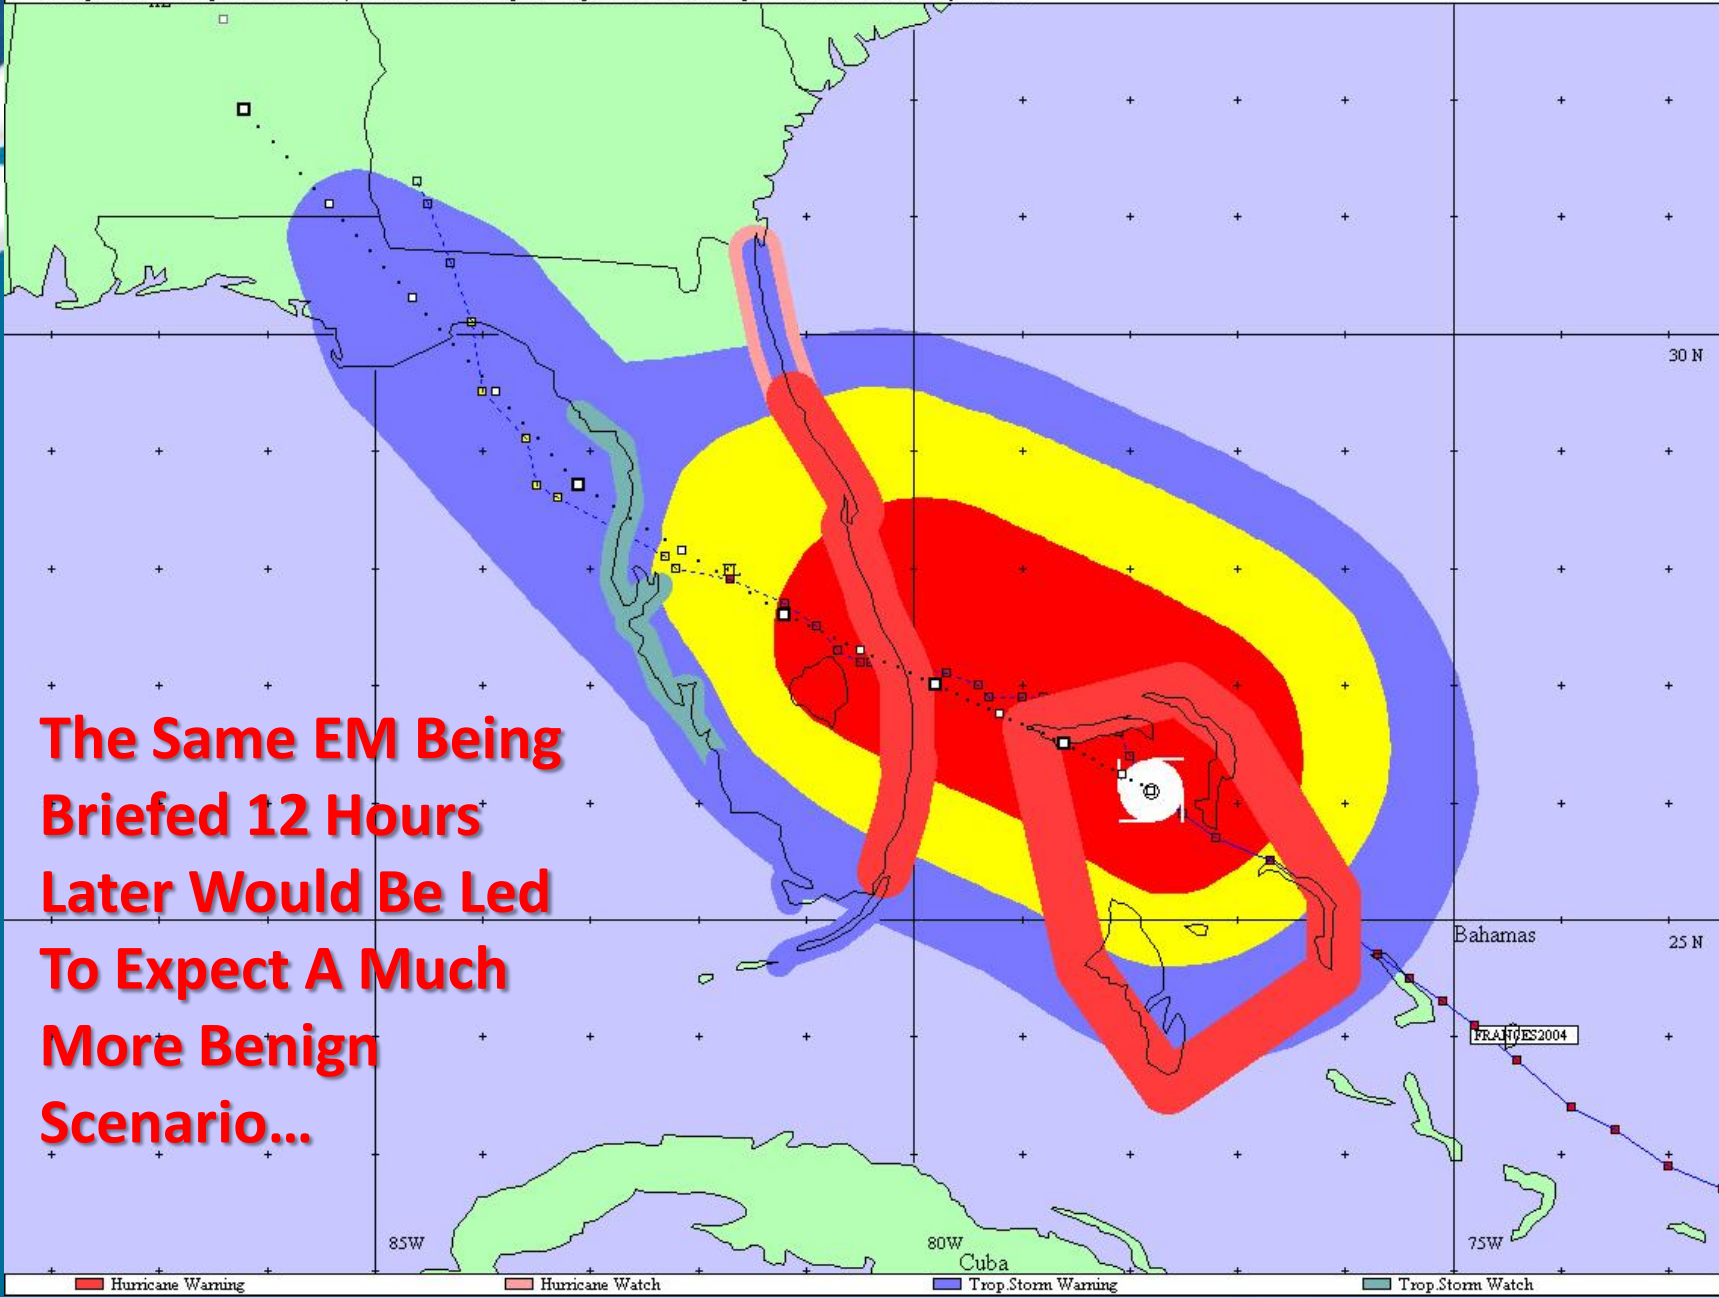 30 N
FL
The Same EM Being
Briefed 12 Hours
Later Would Be Led
To Expect A Much
More Benign
Scenario...
Bahamas
25 N
FRANCES2004
85W
80W
75W
Cuba
Hurricane Warning
Hurricane Watch
Trop.Storm Warning
Trop.Storm Watch